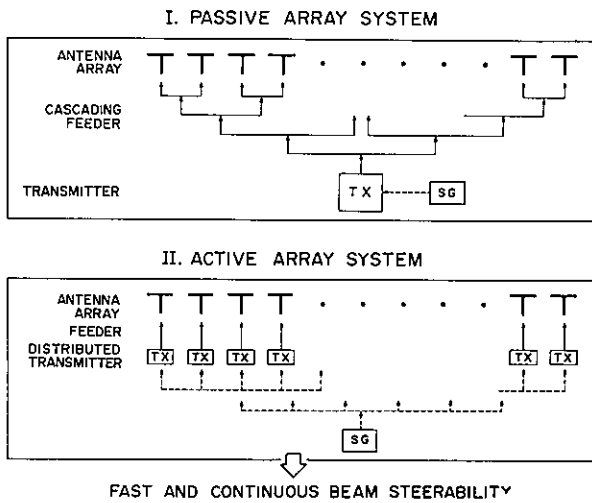 I. PASSIVE ARRAY SYSTEM
ANTENNA
ARRAY
CASCADING
FEEDER
TRANSMITTER
TX
SG
II. ACTIVE ARRAY SYSTEM
ANTENNA
ARRAY
FEEDER
DISTRIBUTED
TRANSMITTER
TX TX TX TX TX TX
SG
FAST AND CONTINUOUS BEAM STEERABILITY